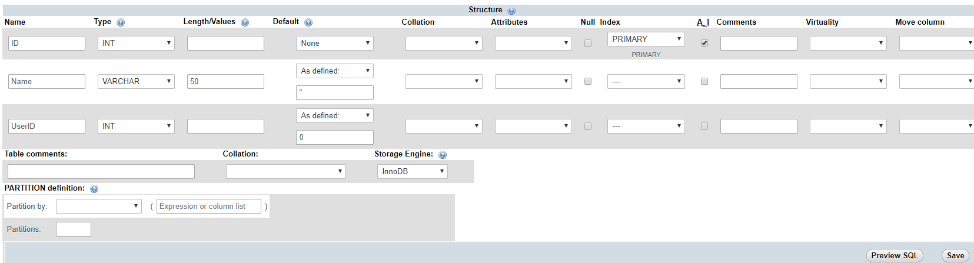 Structure
Name Type Length/Values Default Collation Attributes Null Index A_I Comments Virtuality Move column
ID INT None PRIMARY
PRIMARY
Name VARCHAR 50 As defined: ---
''
UserID INT As defined: ---
0
Table comments: Collation: Storage Engine:
InnoDB
PARTITION definition:
Partition by: ( Expression or column list )
Partitions:
Preview SQL Save